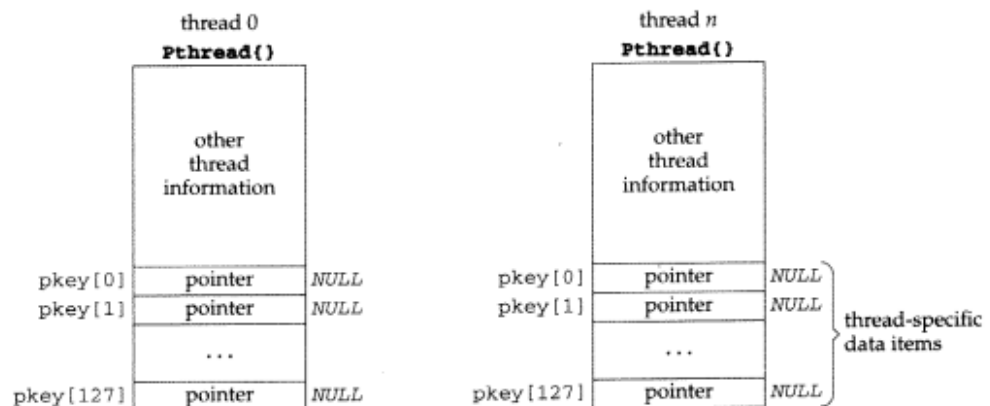 thread 0
Pthread{}
other
thread
information
pkey[0] pointer NULL
pkey[1] pointer NULL
...
pkey[127] pointer NULL
thread n
Pthread{}
other
thread
information
pkey[0] pointer NULL
pkey[1] pointer NULL
...
pkey[127] pointer NULL
thread-specific
data items